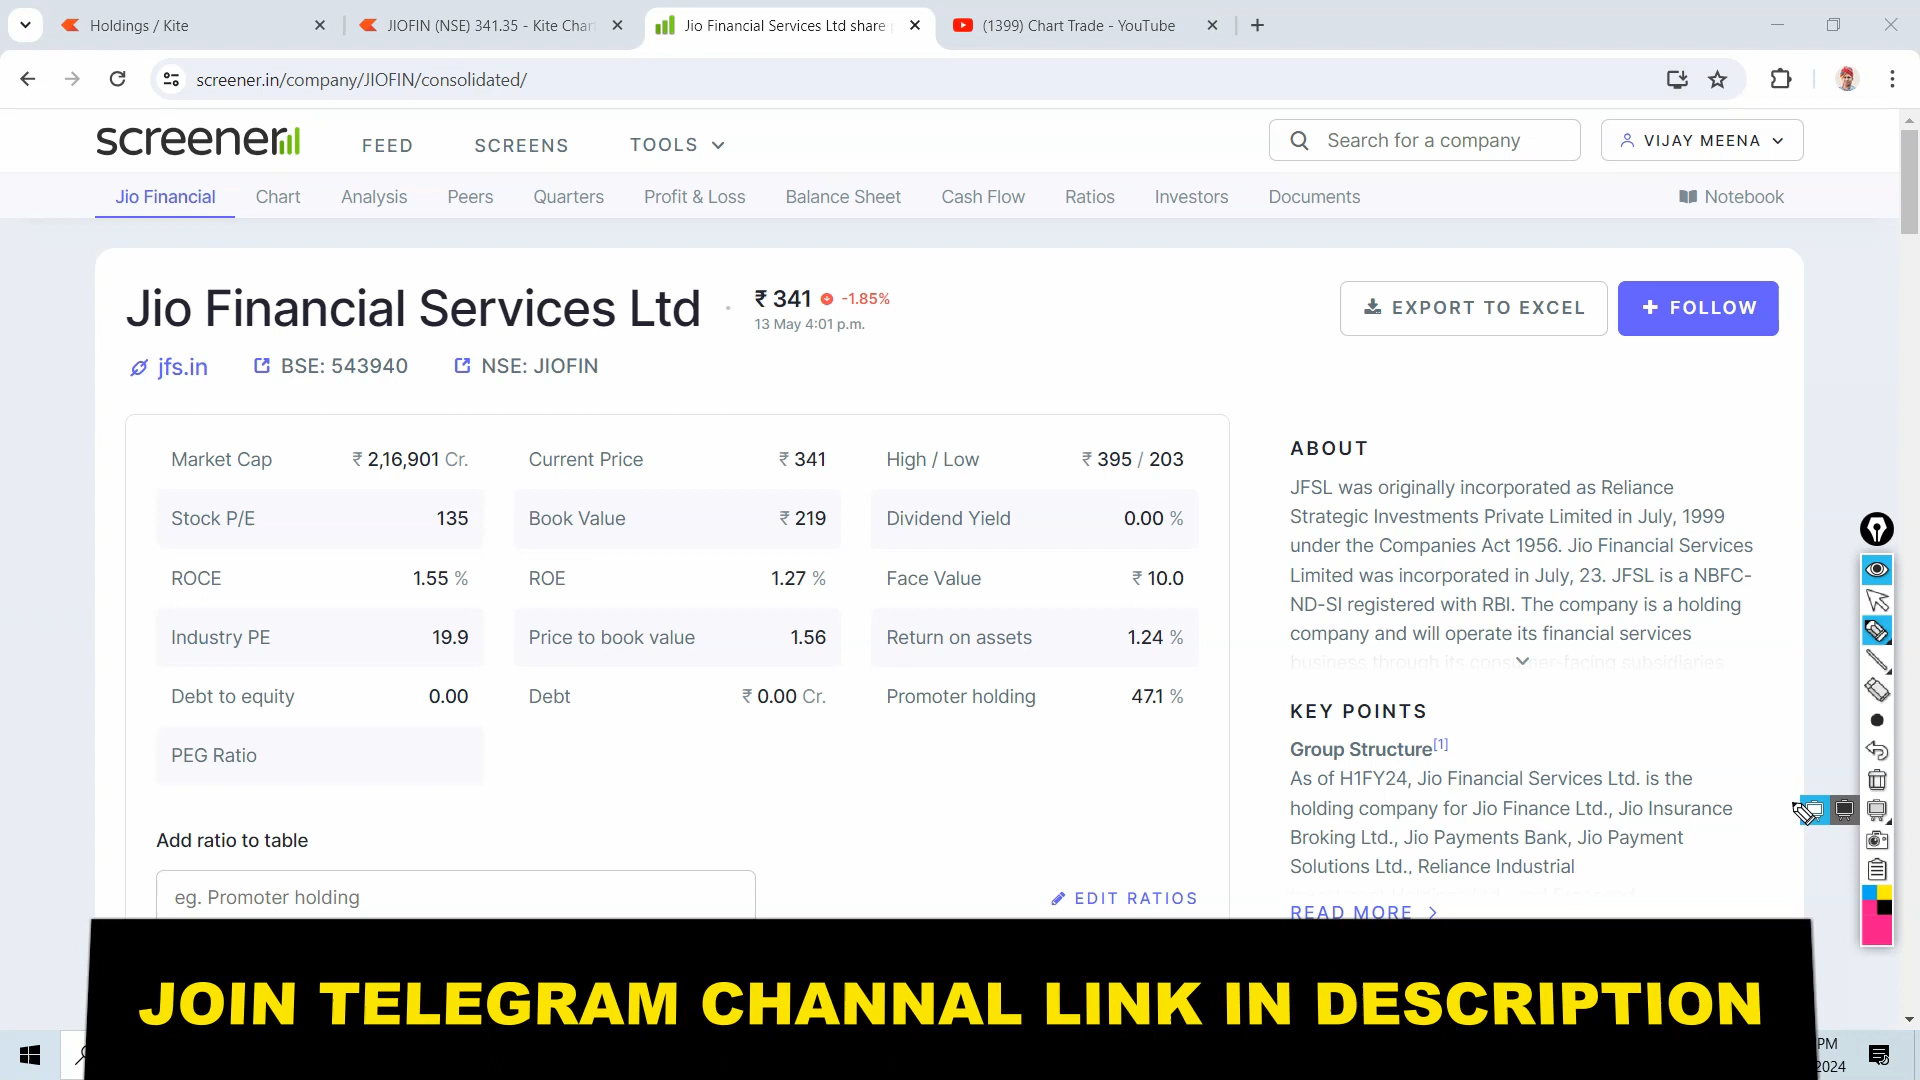 Holdings / Kite
JIOFIN (NSE) 341.35 - Kite Char
Jio Financial Services Ltd share
(1399) Chart Trade - YouTube
screener.in/company/JIOFIN/consolidated/
screener
FEED
SCREENS
TOOLS
Search for a company
VIJAY MEENA
Jio Financial
Chart
Analysis
Peers
Quarters
Profit & Loss
Balance Sheet
Cash Flow
Ratios
Investors
Documents
Notebook
Jio Financial Services Ltd
₹ 341 -1.85%
13 May 4:01 p.m.
EXPORT TO EXCEL
+ FOLLOW
jfs.in
BSE: 543940
NSE: JIOFIN
Market Cap ₹ 2,16,901 Cr.
Current Price ₹ 341
High / Low ₹ 395 / 203
Stock P/E 135
Book Value ₹ 219
Dividend Yield 0.00 %
ROCE 1.55 %
ROE 1.27 %
Face Value ₹ 10.0
Industry PE 19.9
Price to book value 1.56
Return on assets 1.24 %
Debt to equity 0.00
Debt ₹ 0.00 Cr.
Promoter holding 47.1 %
PEG Ratio
Add ratio to table
eg. Promoter holding
EDIT RATIOS
ABOUT
JFSL was originally incorporated as Reliance
Strategic Investments Private Limited in July, 1999
under the Companies Act 1956. Jio Financial Services
Limited was incorporated in July, 23. JFSL is a NBFC-
ND-SI registered with RBI. The company is a holding
company and will operate its financial services
business through its consumer-facing subsidiaries
KEY POINTS
Group Structure[1]
As of H1FY24, Jio Financial Services Ltd. is the
holding company for Jio Finance Ltd., Jio Insurance
Broking Ltd., Jio Payments Bank, Jio Payment
Solutions Ltd., Reliance Industrial
READ MORE
JOIN TELEGRAM CHANNAL LINK IN DESCRIPTION
PM
2024